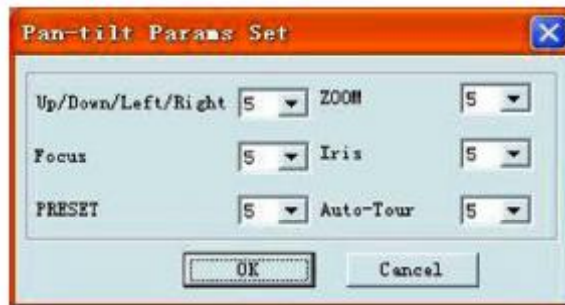 Pan-tilt Params Set
Up/Down/Left/Right 5 ZOOM 5
Focus 5 Iris 5
PRESET 5 Auto-Tour 5
OK Cancel